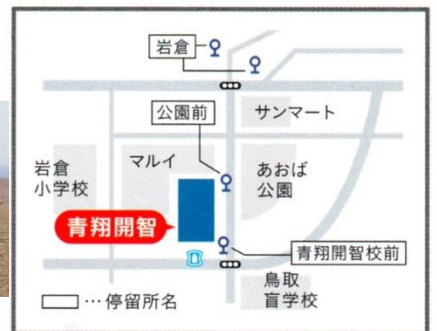 岩倉
公園前
サンマート
岩倉
小学校
マルイ
あおば
公園
青翔開智
青翔開智校前
鳥取
盲学校
…停留所名